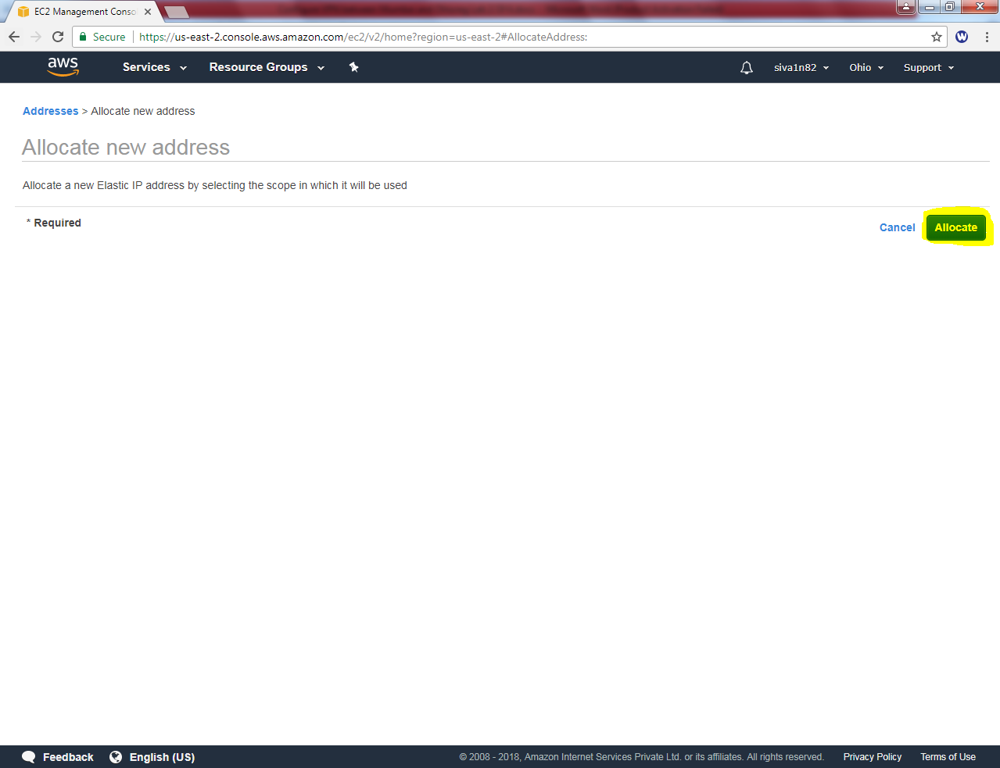 EC2 Management Conso
Secure https://us-east-2.console.aws.amazon.com/ec2/v2/home?region=us-east-2#AllocateAddress: W
aws Services Resource Groups siva1n82 Ohio Support
Addresses > Allocate new address
Allocate new address
Allocate a new Elastic IP address by selecting the scope in which it will be used
* Required
Cancel Allocate
Feedback English (US) © 2008 - 2018, Amazon Internet Services Private Ltd. or its affiliates. All rights reserved. Privacy Policy Terms of Use